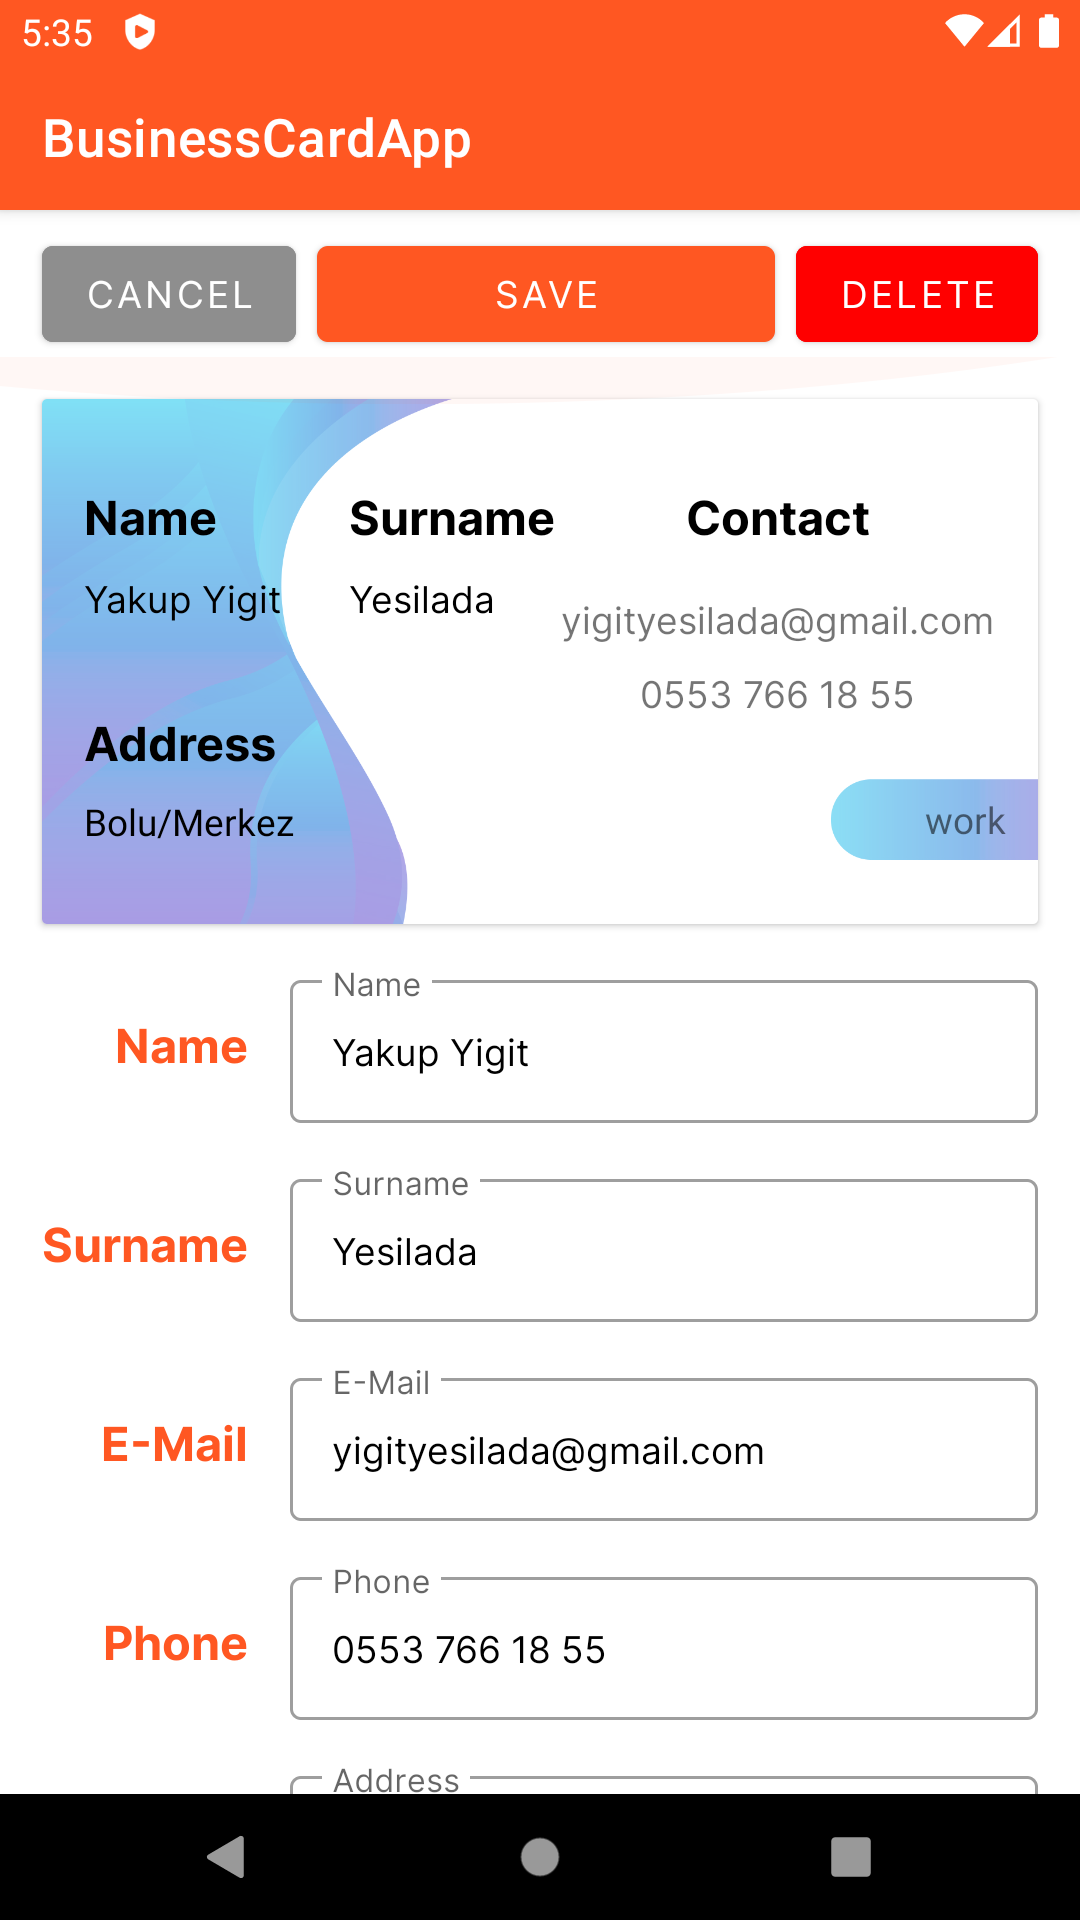 5:35
BusinessCardApp
CANCEL SAVE DELETE
Name Surname Contact
Yakup Yigit Yesilada
yigityesilada@gmail.com
0553 766 18 55
Address
Bolu/Merkez
work
Name
Name
Yakup Yigit
Surname
Surname
Yesilada
E-Mail
E-Mail
yigityesilada@gmail.com
Phone
Phone
0553 766 18 55
Address